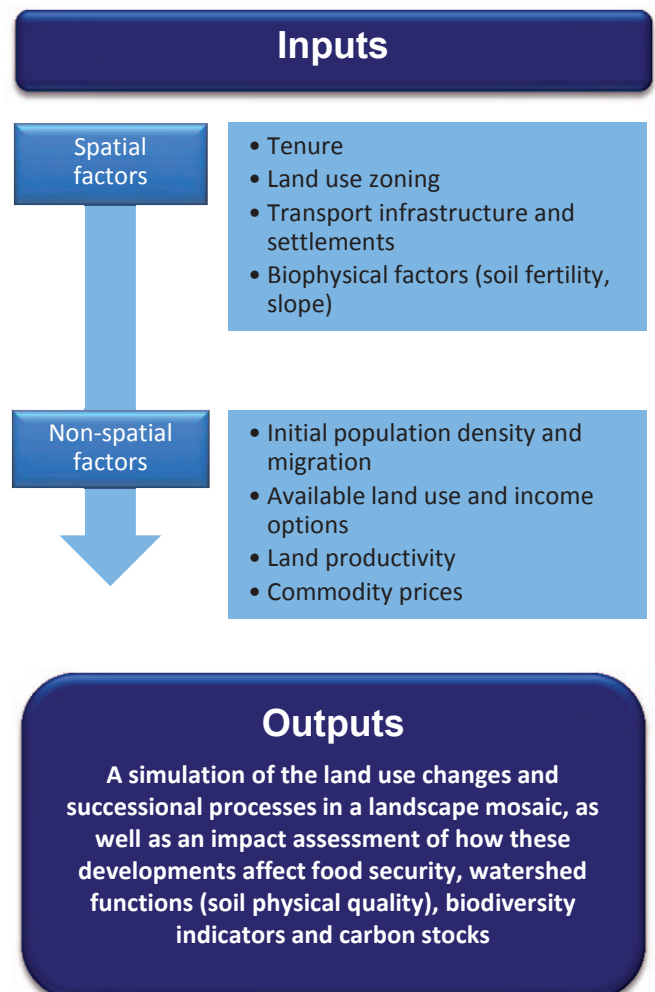 Inputs
Spatial
factors
• Tenure
• Land use zoning
• Transport infrastructure and
settlements
• Biophysical factors (soil fertility,
slope)
Non-spatial
factors
• Initial population density and
migration
• Available land use and income
options
• Land productivity
• Commodity prices
Outputs
A simulation of the land use changes and
successional processes in a landscape mosaic, as
well as an impact assessment of how these
developments affect food security, watershed
functions (soil physical quality), biodiversity
indicators and carbon stocks